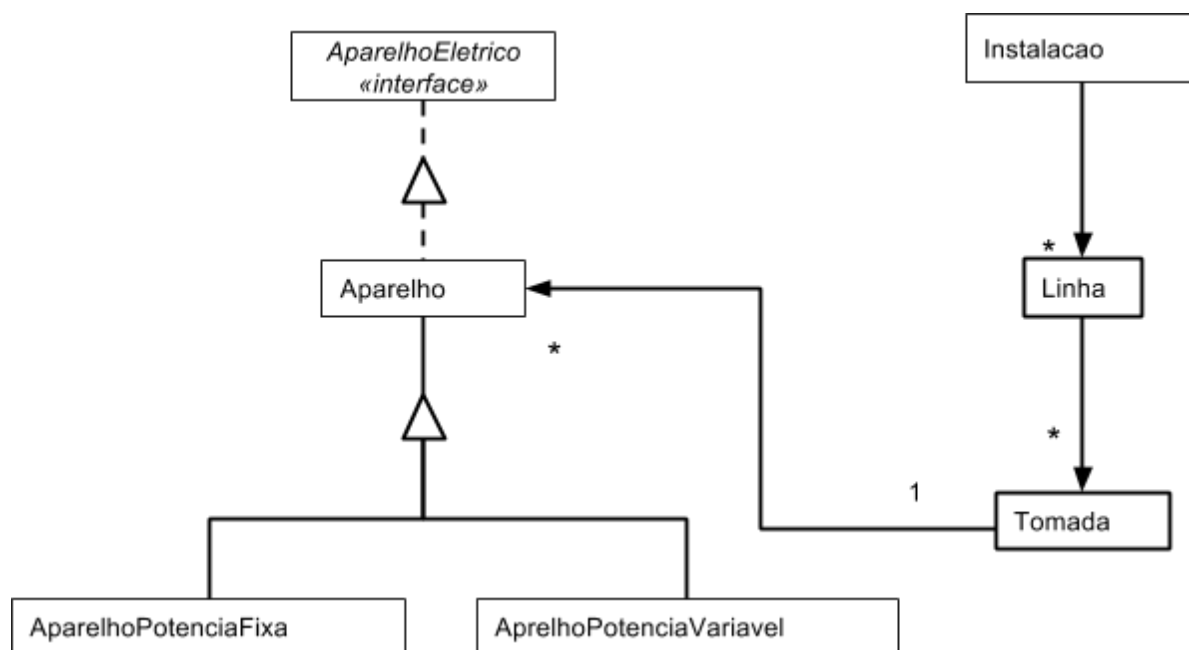 AparelhoEletrico
«interface»
Instalacao
*
Linha
Aparelho
*
*
1
Tomada
AparelhoPotenciaFixa
AprelhoPotenciaVariavel